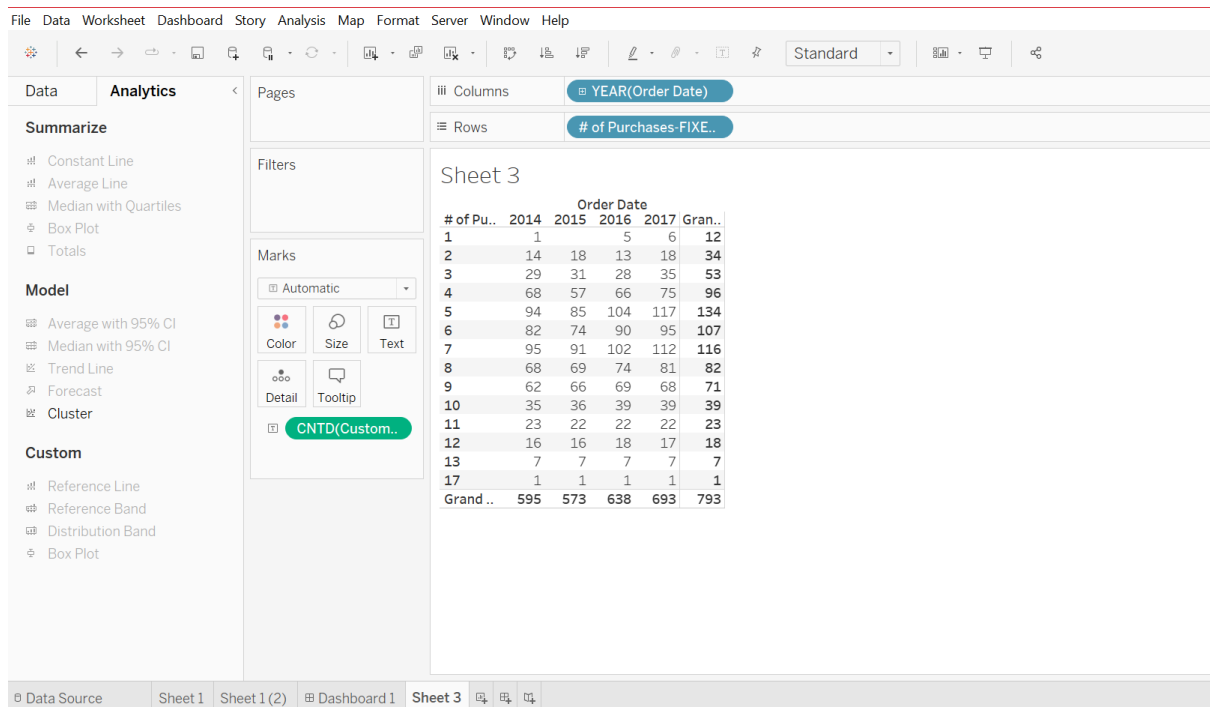 File Data Worksheet Dashboard Story Analysis Map Format Server Window Help
Standard
Data Analytics
Summarize
Constant Line
Average Line
Median with Quartiles
Box Plot
Totals
Model
Average with 95% CI
Median with 95% CI
Trend Line
Forecast
Cluster
Custom
Reference Line
Reference Band
Distribution Band
Box Plot
Pages
Filters
Marks
Automatic
Color Size Text
Detail Tooltip
CNTD(Custom..
Columns YEAR(Order Date)
Rows # of Purchases-FIXE..
Sheet 3
Order Date
# of Pu.. 2014 2015 2016 2017 Gran..
1 1 5 6 12
2 14 18 13 18 34
3 29 31 28 35 53
4 68 57 66 75 96
5 94 85 104 117 134
6 82 74 90 95 107
7 95 91 102 112 116
8 68 69 74 81 82
9 62 66 69 68 71
10 35 36 39 39 39
11 23 22 22 22 23
12 16 16 18 17 18
13 7 7 7 7 7
17 1 1 1 1 1
Grand .. 595 573 638 693 793
Data Source Sheet 1 Sheet 1 (2) Dashboard 1 Sheet 3